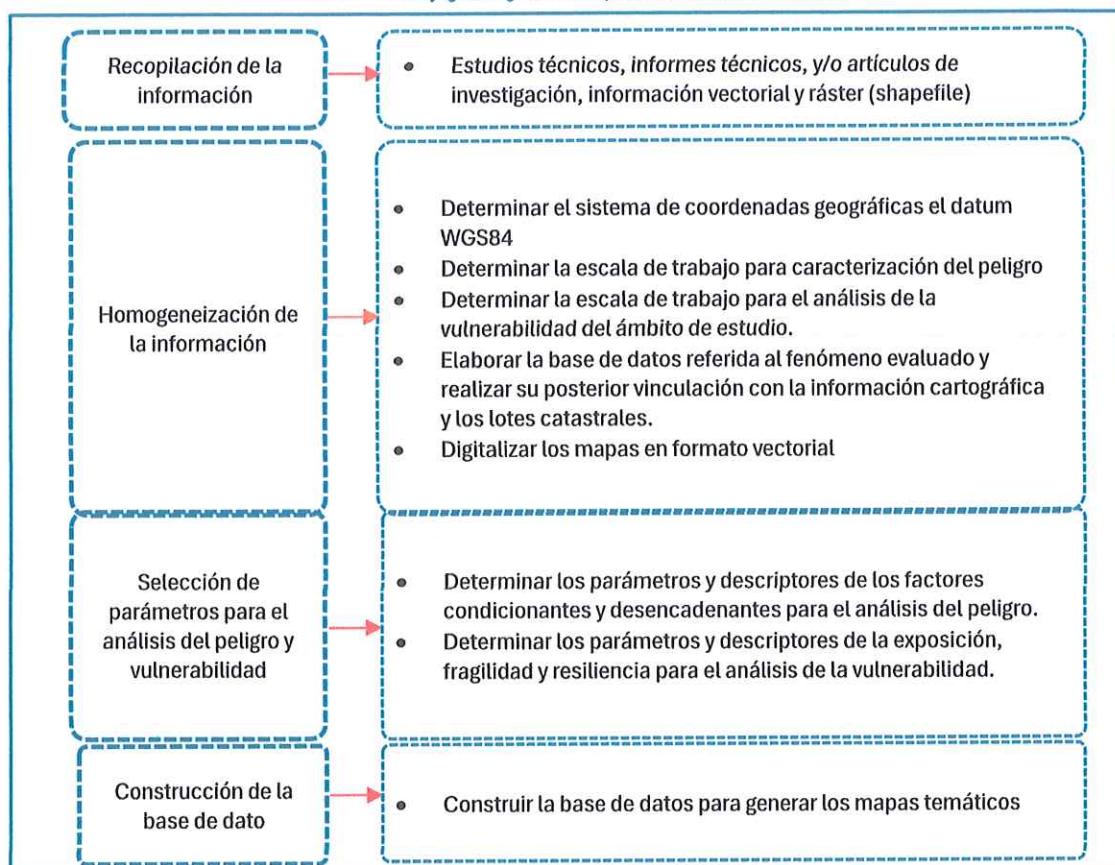 Recopilación de la
información
• Estudios técnicos, informes técnicos, y/o artículos de
investigación, información vectorial y ráster (shapefile)
Homogeneización de
la información
• Determinar el sistema de coordenadas geográficas el datum
WGS84
• Determinar la escala de trabajo para caracterización del peligro
• Determinar la escala de trabajo para el análisis de la
vulnerabilidad del ámbito de estudio.
• Elaborar la base de datos referida al fenómeno evaluado y
realizar su posterior vinculación con la información cartográfica
y los lotes catastrales.
• Digitalizar los mapas en formato vectorial
Selección de
parámetros para el
análisis del peligro y
vulnerabilidad
• Determinar los parámetros y descriptores de los factores
condicionantes y desencadenantes para el análisis del peligro.
• Determinar los parámetros y descriptores de la exposición,
fragilidad y resiliencia para el análisis de la vulnerabilidad.
Construcción de la
base de dato
• Construir la base de datos para generar los mapas temáticos